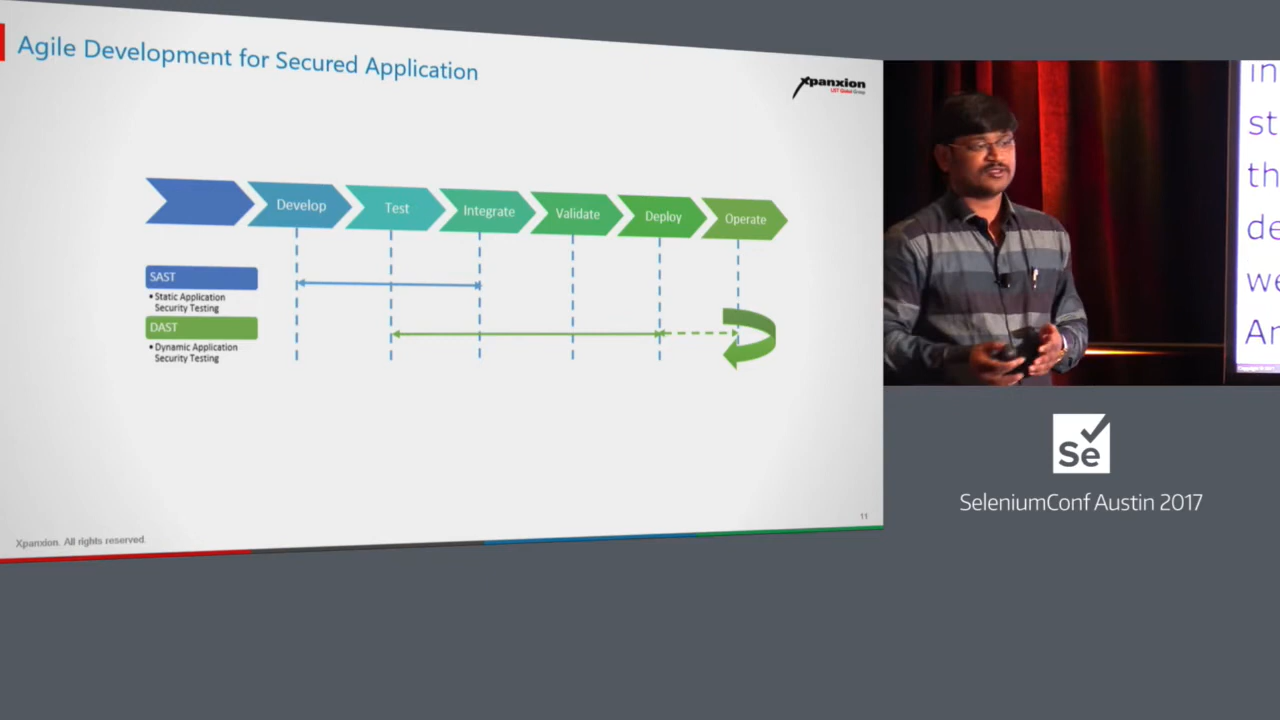 Agile Development for Secured Application
Xpanxion
UST Global Group
Develop
Test
Integrate
Validate
Deploy
Operate
SAST
• Static Application
Security Testing
DAST
• Dynamic Application
Security Testing
11
Xpanxion. All rights reserved.
in
st
th
de
we
Ar
Se
SeleniumConf Austin 2017